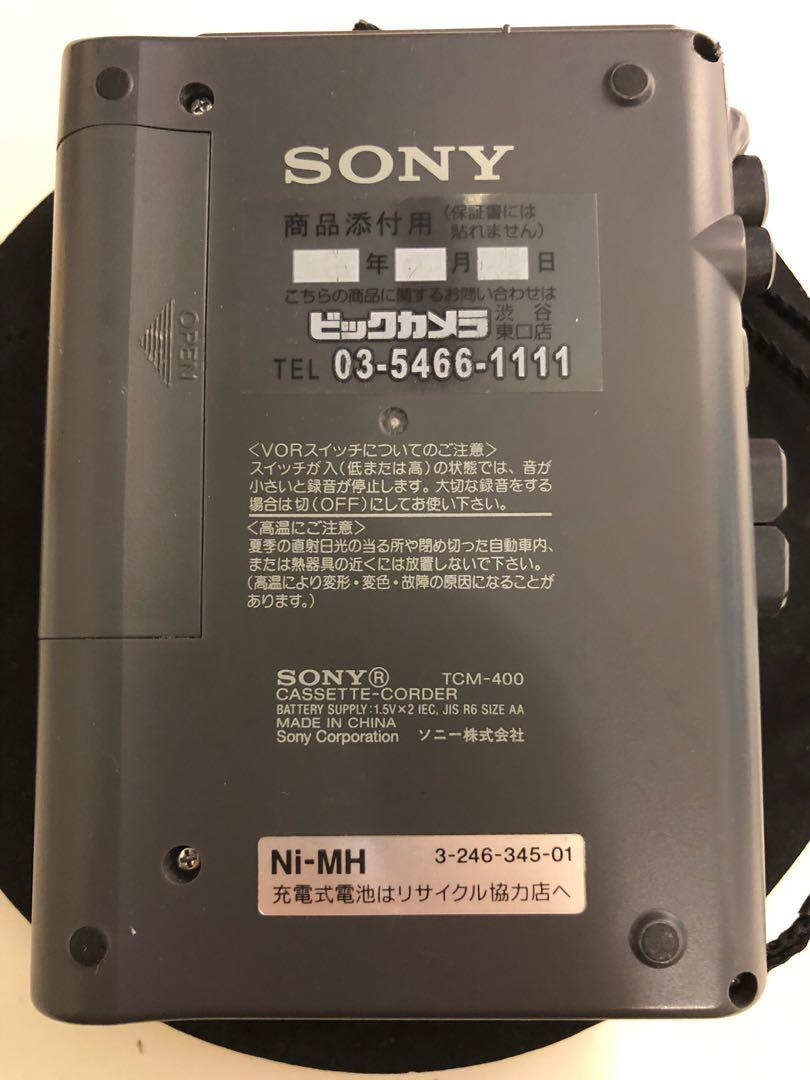 SONY
商品添付用(保証書には
貼れません)
年 月 日
こちらの商品に関するお問い合わせは
ビックカメラ渋谷
東口店
TEL 03-5466-1111
OPEN
<VORスイッチについてのご注意>
スイッチが入(低または高)の状態では、音が
小さいと録音が停止します。大切な録音をする
場合は切(OFF)にしてお使い下さい。
<高温にご注意>
夏季の直射日光の当る所や閉め切った自動車内、
または熱器具の近くには放置しないで下さい。
(高温により変形・変色・故障の原因になることが
あります。)
SONY® TCM-400
CASSETTE-CORDER
BATTERY SUPPLY:1.5V×2 IEC, JIS R6 SIZE AA
MADE IN CHINA
Sony Corporation ソニー株式会社
Ni-MH 3-246-345-01
充電式電池はリサイクル協力店へ